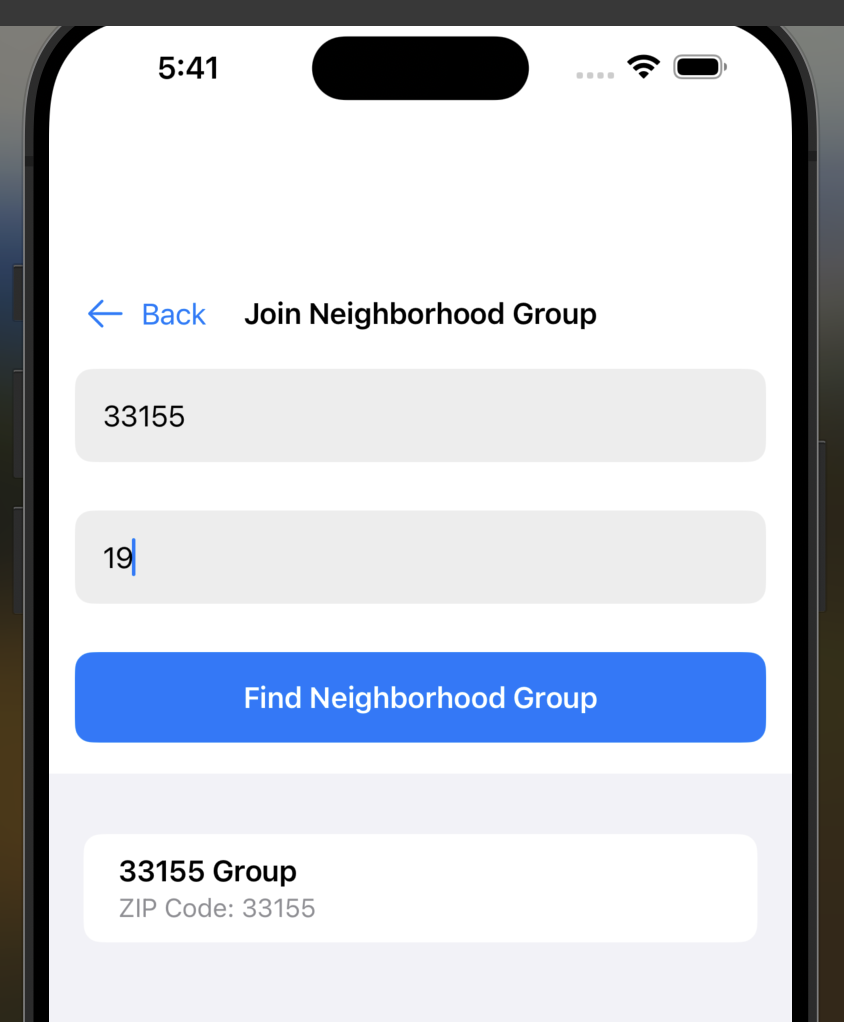 5:41
Back Join Neighborhood Group
33155
19
Find Neighborhood Group
33155 Group
ZIP Code: 33155